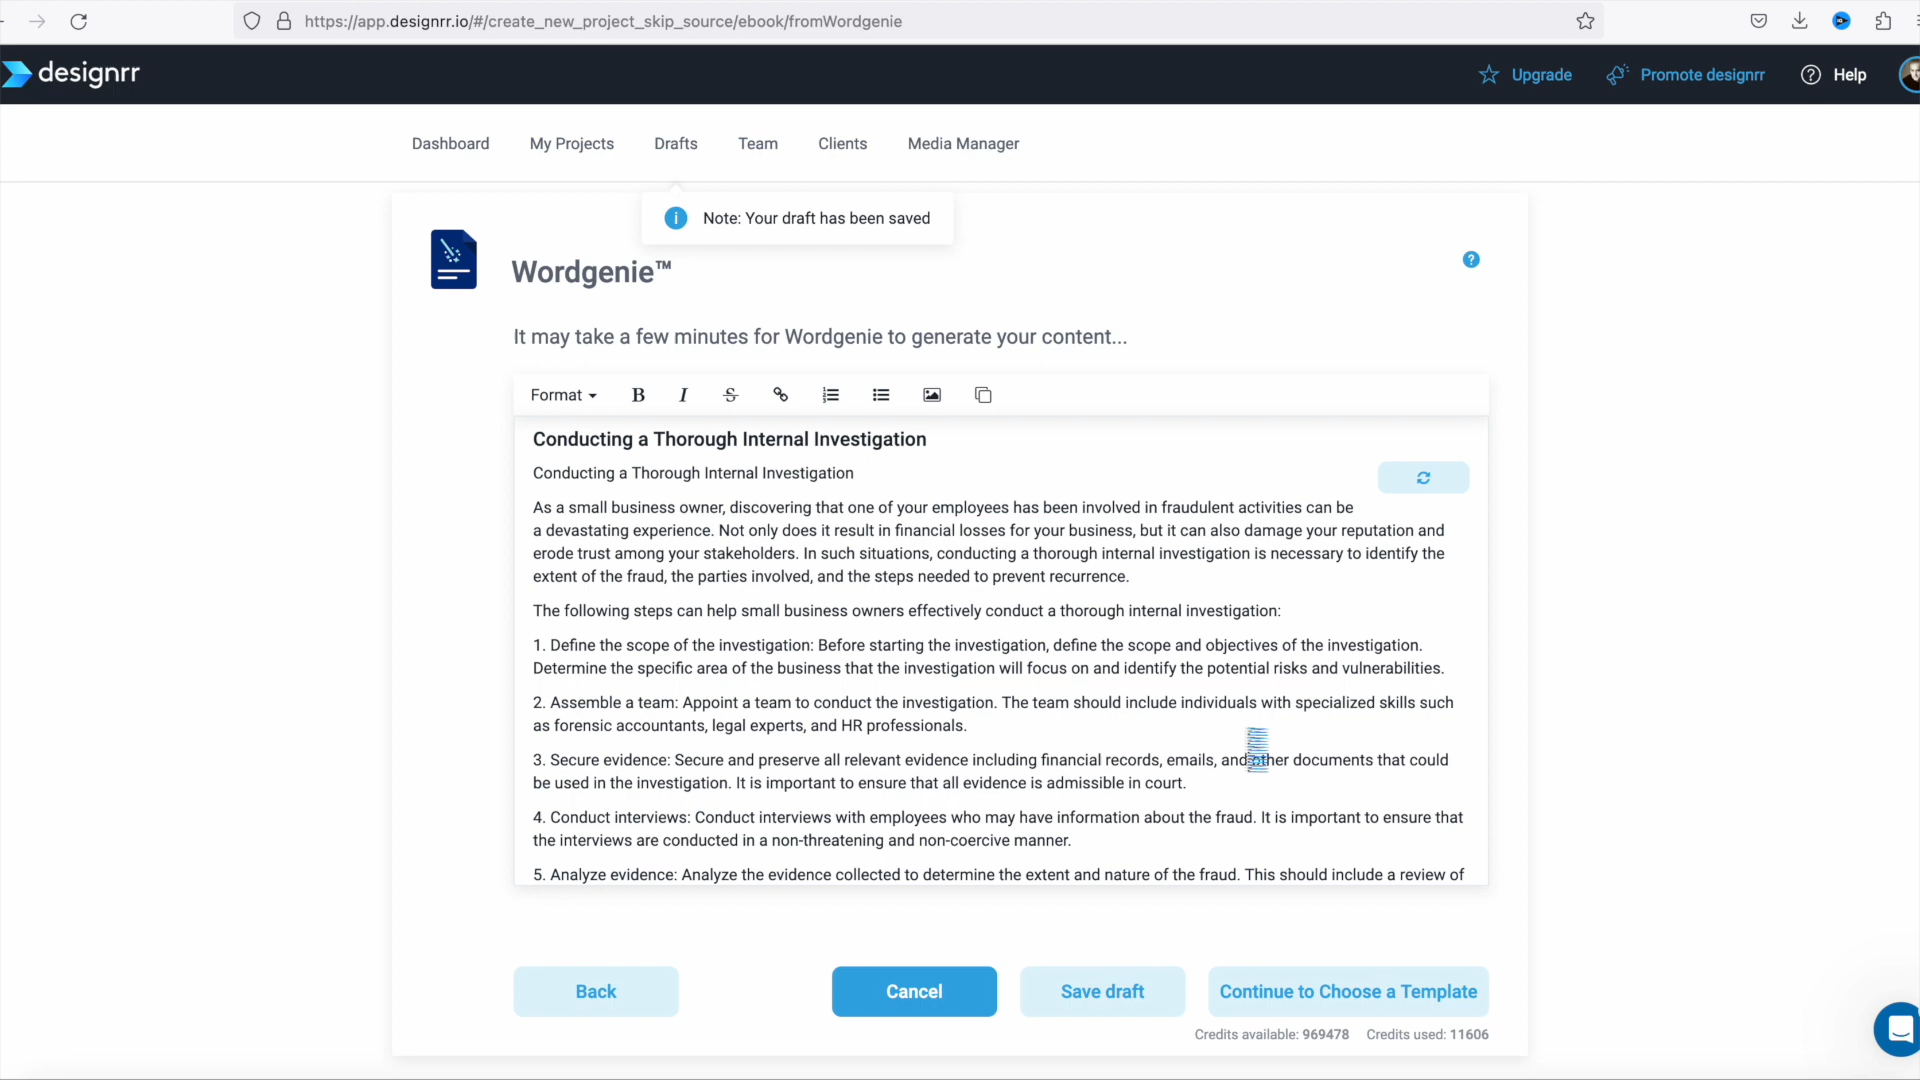 https://app.designrr.io/#/create_new_project_skip_source/ebook/fromWordgenie
designrr
Upgrade
Promote designrr
Help
Dashboard
My Projects
Drafts
Team
Clients
Media Manager
Note: Your draft has been saved
Wordgenie™
It may take a few minutes for Wordgenie to generate your content...
Format
Conducting a Thorough Internal Investigation
Conducting a Thorough Internal Investigation
As a small business owner, discovering that one of your employees has been involved in fraudulent activities can be
a devastating experience. Not only does it result in financial losses for your business, but it can also damage your reputation and
erode trust among your stakeholders. In such situations, conducting a thorough internal investigation is necessary to identify the
extent of the fraud, the parties involved, and the steps needed to prevent recurrence.
The following steps can help small business owners effectively conduct a thorough internal investigation:
1. Define the scope of the investigation: Before starting the investigation, define the scope and objectives of the investigation.
Determine the specific area of the business that the investigation will focus on and identify the potential risks and vulnerabilities.
2. Assemble a team: Appoint a team to conduct the investigation. The team should include individuals with specialized skills such
as forensic accountants, legal experts, and HR professionals.
3. Secure evidence: Secure and preserve all relevant evidence including financial records, emails, and other documents that could
be used in the investigation. It is important to ensure that all evidence is admissible in court.
4. Conduct interviews: Conduct interviews with employees who may have information about the fraud. It is important to ensure that
the interviews are conducted in a non-threatening and non-coercive manner.
5. Analyze evidence: Analyze the evidence collected to determine the extent and nature of the fraud. This should include a review of
Back
Cancel
Save draft
Continue to Choose a Template
Credits available: 969478
Credits used: 11606